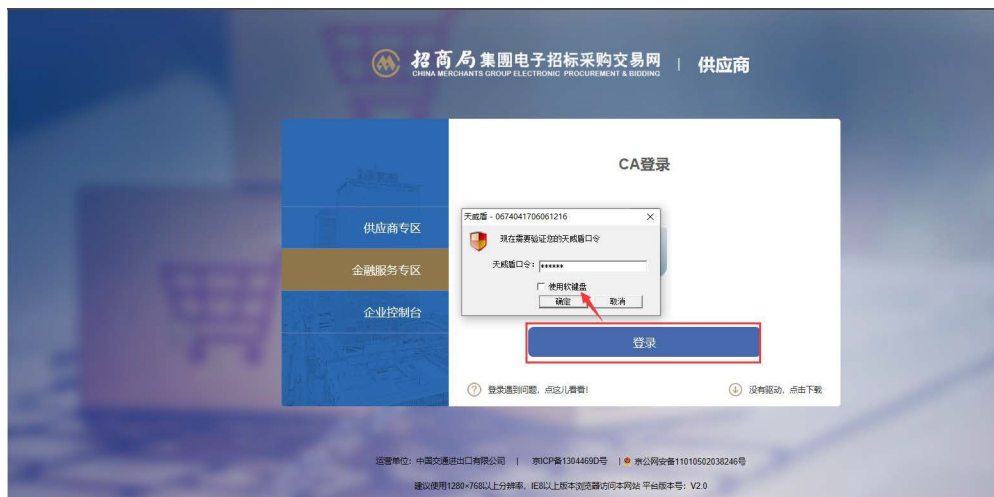 招商局集團电子招标采购交易网 | 供应商
CHINA MERCHANTS GROUP ELECTRONIC PROCUREMENT & BIDDING
CA登录
供应商专区
金融服务专区
企业控制台
天威盾 - 0674041706061216
现在需要验证您的天威盾口令
天威盾口令: ******
使用软键盘
确定 取消
登录
登录遇到问题,点这儿看看! 没有驱动,点击下载
运营单位:中国交通进出口有限公司 | 京ICP备1304469D号 | 京公网安备11010502038246号
建议使用1280×768以上分辨率,IE8以上版本浏览器访问本网站 平台版本号:V2.0